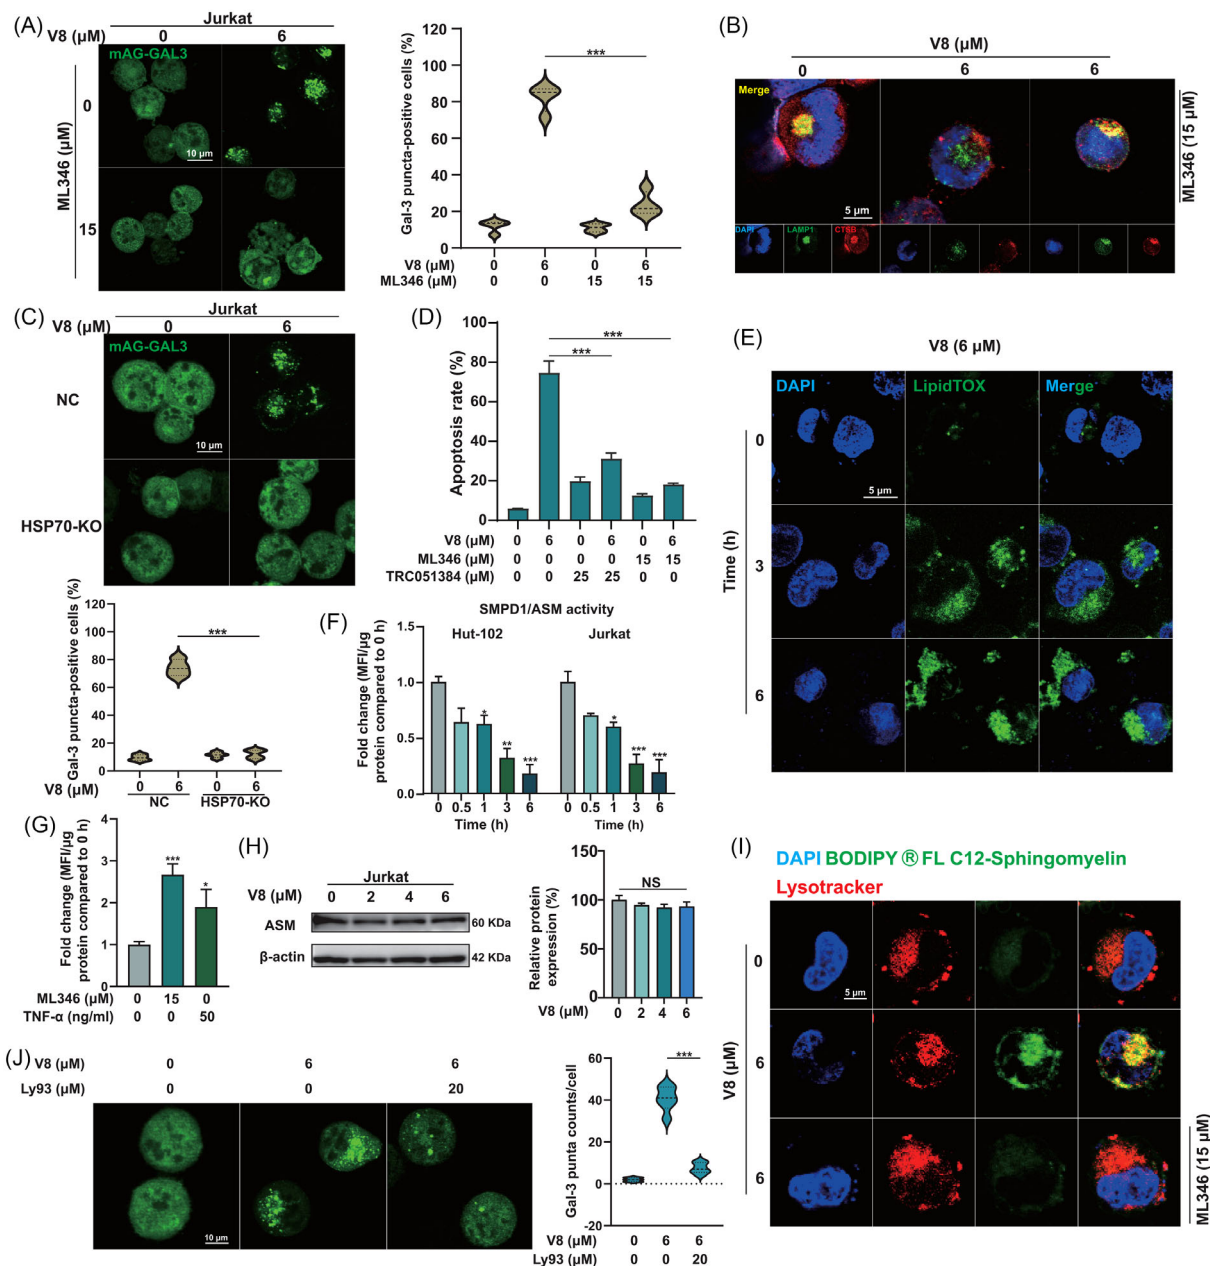 (A)
Jurkat
V8 (μM) 0 6
mAG-GAL3
ML346 (μM)
0
15
10 μm
Gal-3 puncta-positive cells (%)
120
100
80
60
40
20
0
***
V8 (μM) 0 6 0 6
ML346(μM) 0 0 15 15
(B)
V8 (μM)
0 6 6
Merge
5 μm
ML346 (15 μM)
DAPI LAMP1 CTSB
(C)
Jurkat
V8 (μM) 0 6
mAG-GAL3
NC
10 μm
HSP70-KO
Gal-3 puncta-positive cells (%)
120
100
80
60
40
20
0
***
V8 (μM) 0 6 0 6
NC HSP70-KO
(D)
Apoptosis rate (%)
100
80
60
40
20
0
***
***
V8 (μM) 0 6 0 6 0 6
ML346 (μM) 0 0 0 0 15 15
TRC051384 (μM) 0 0 25 25 0 0
(E)
V8 (6 μM)
DAPI LipidTOX Merge
Time (h)
0
3
6
5 μm
(F)
SMPD1/ASM activity
Hut-102 Jurkat
Fold change (MFI/μg
protein compared to 0 h)
1.5
1.0
0.5
0.0
* ** *** * *** ***
0 0.5 1 3 6 0 0.5 1 3 6
Time (h) Time (h)
(G)
Fold change (MFI/μg
protein compared to 0 h)
4
3
2
1
0
*** *
ML346 (μM) 0 15 0
TNF-α (ng/ml) 0 0 50
(H)
Jurkat
V8 (μM) 0 2 4 6
ASM 60 KDa
β-actin 42 KDa
Relative protein
expression (%)
150
100
50
0
NS
V8 (μM) 0 2 4 6
(I)
DAPI BODIPY ® FL C12-Sphingomyelin
Lysotracker
V8 (μM)
0
6
6
5 μm
ML346 (15 μM)
(J)
V8 (μM) 0 6 6
Ly93 (μM) 0 0 20
10 μm
Gal-3 punta counts/cell
60
40
20
0
-20
***
V8 (μM) 0 6 6
Ly93 (μM) 0 0 20